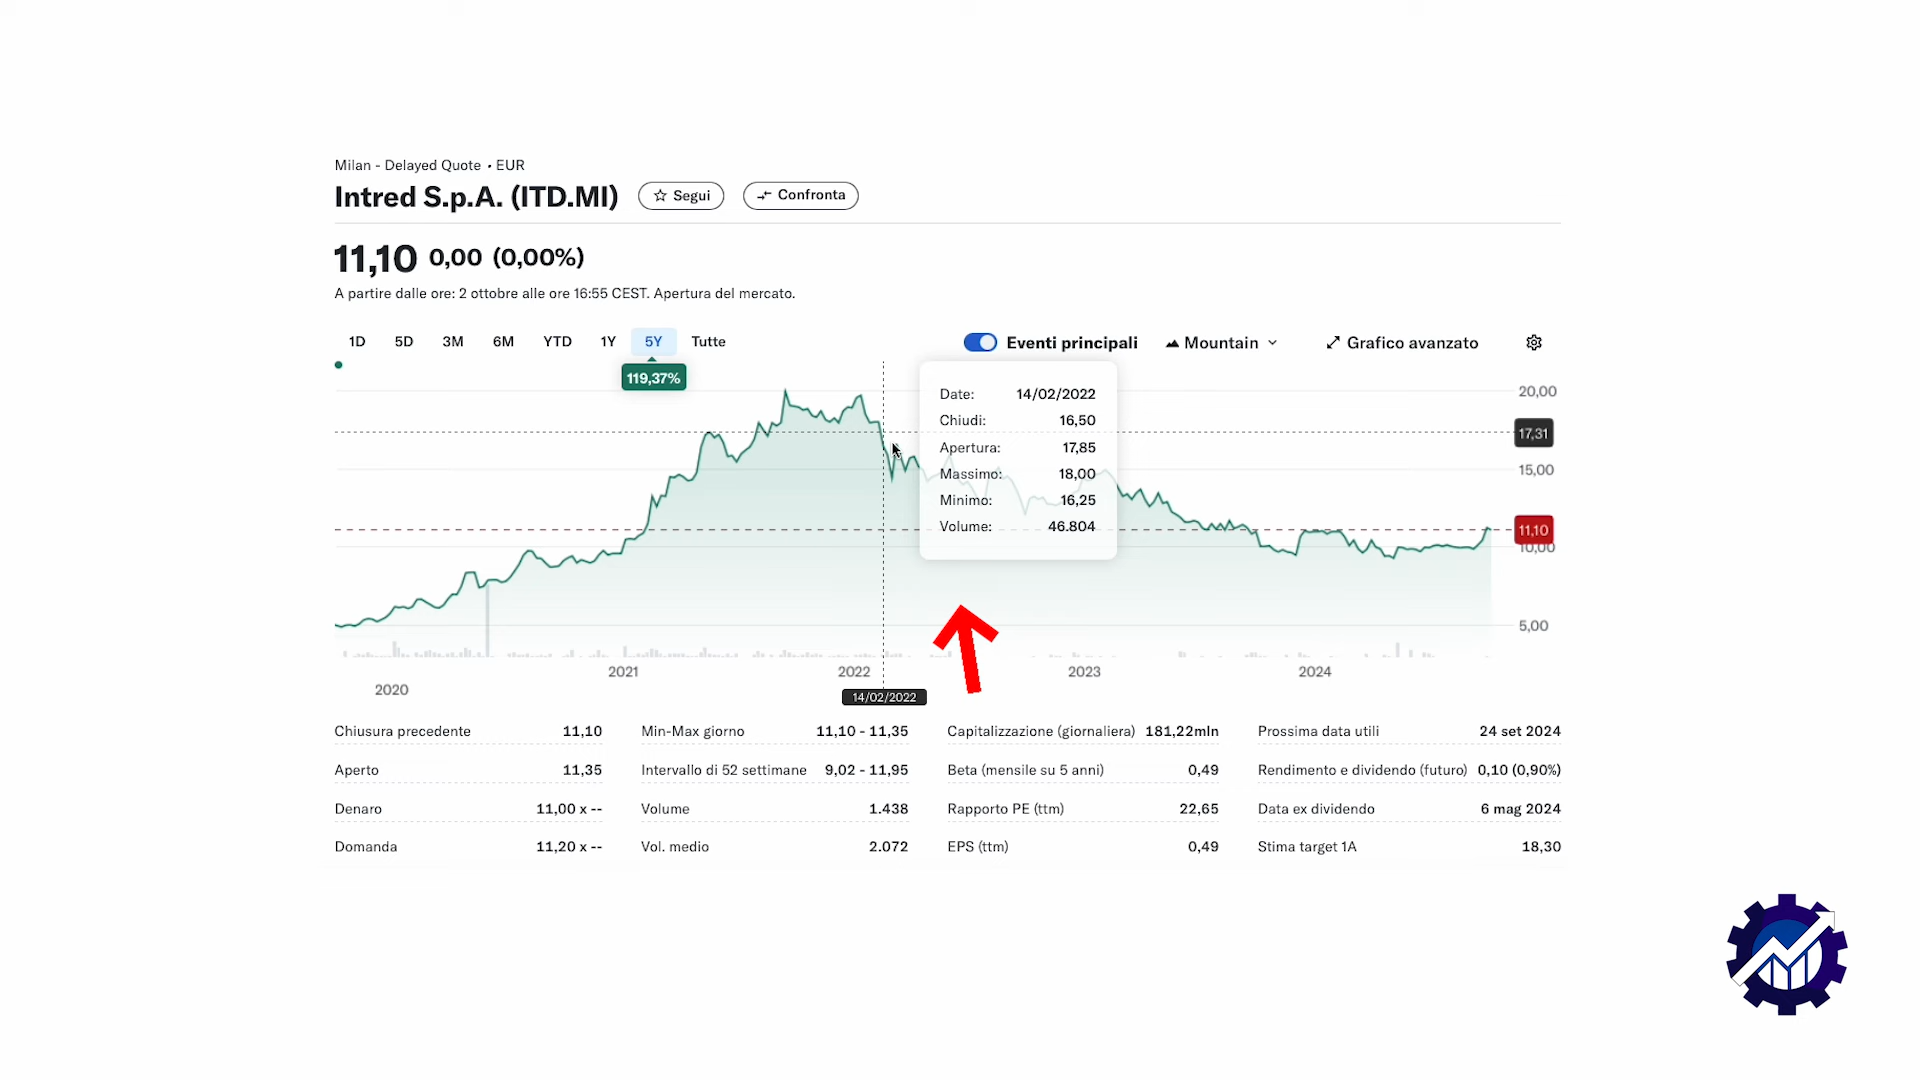 Milan - Delayed Quote • EUR
Intred S.p.A. (ITD.MI)
Segui
Confronta
11,10 0,00 (0,00%)
A partire dalle ore: 2 ottobre alle ore 16:55 CEST. Apertura del mercato.
1D 5D 3M 6M YTD 1Y 5Y Tutte
Eventi principali
Mountain
Grafico avanzato
119,37%
Date: 14/02/2022
Chiudi: 16,50
Apertura: 17,85
Massimo: 18,00
Minimo: 16,25
Volume: 46.804
20,00
17,31
15,00
11,10
10,00
5,00
2020 2021 2022 2023 2024
14/02/2022
Chiusura precedente 11,10
Aperto 11,35
Denaro 11,00 x --
Domanda 11,20 x --
Min-Max giorno 11,10 - 11,35
Intervallo di 52 settimane 9,02 - 11,95
Volume 1.438
Vol. medio 2.072
Capitalizzazione (giornaliera) 181,22mln
Beta (mensile su 5 anni) 0,49
Rapporto PE (ttm) 22,65
EPS (ttm) 0,49
Prossima data utili 24 set 2024
Rendimento e dividendo (futuro) 0,10 (0,90%)
Data ex dividendo 6 mag 2024
Stima target 1A 18,30